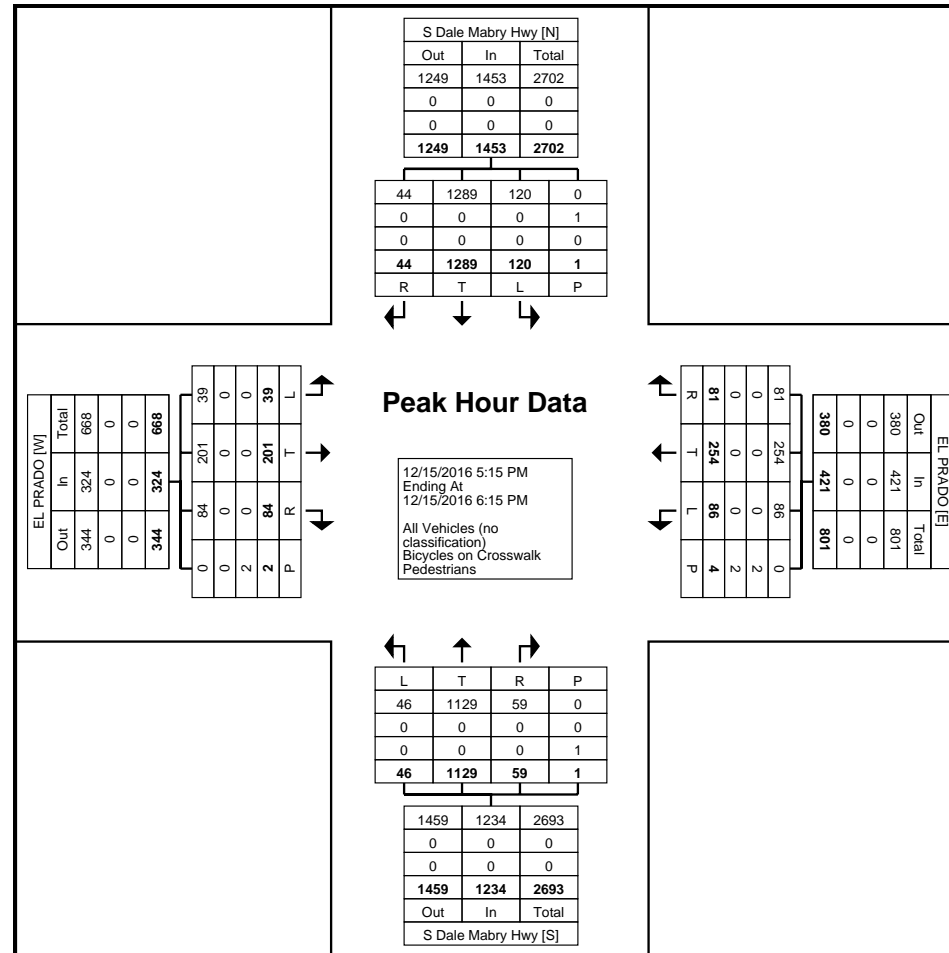 S Dale Mabry Hwy [N]
Out In Total
1249 1453 2702
0 0 0
0 0 0
1249 1453 2702
44 1289 120 0
0 0 0 1
0 0 0 0
44 1289 120 1
R T L P
EL PRADO [W]
Total 668 0 0 668
In 324 0 0 324
Out 344 0 0 344
39 0 0 39 L
201 0 0 201 T
84 0 0 84 R
0 0 2 2 P
Peak Hour Data
12/15/2016 5:15 PM
Ending At
12/15/2016 6:15 PM
All Vehicles (no
classification)
Bicycles on Crosswalk
Pedestrians
R 81 0 0 81
T 254 0 0 254
L 86 0 0 86
P 4 2 2 0
380 0 0 380 Out
421 0 0 421 In
801 0 0 801 Total
EL PRADO [E]
L T R P
46 1129 59 0
0 0 0 0
0 0 0 1
46 1129 59 1
1459 1234 2693
0 0 0
0 0 0
1459 1234 2693
Out In Total
S Dale Mabry Hwy [S]